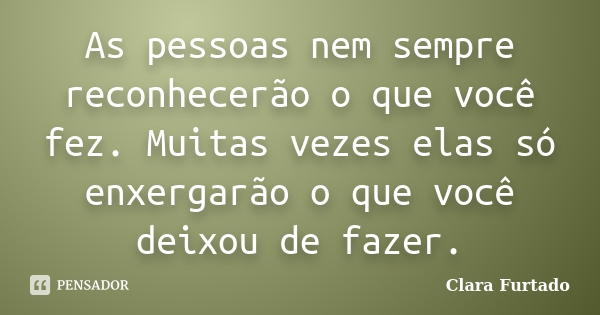 As pessoas nem sempre
reconhecerão o que você
fez. Muitas vezes elas só
enxergarão o que você
deixou de fazer.
PENSADOR
Clara Furtado